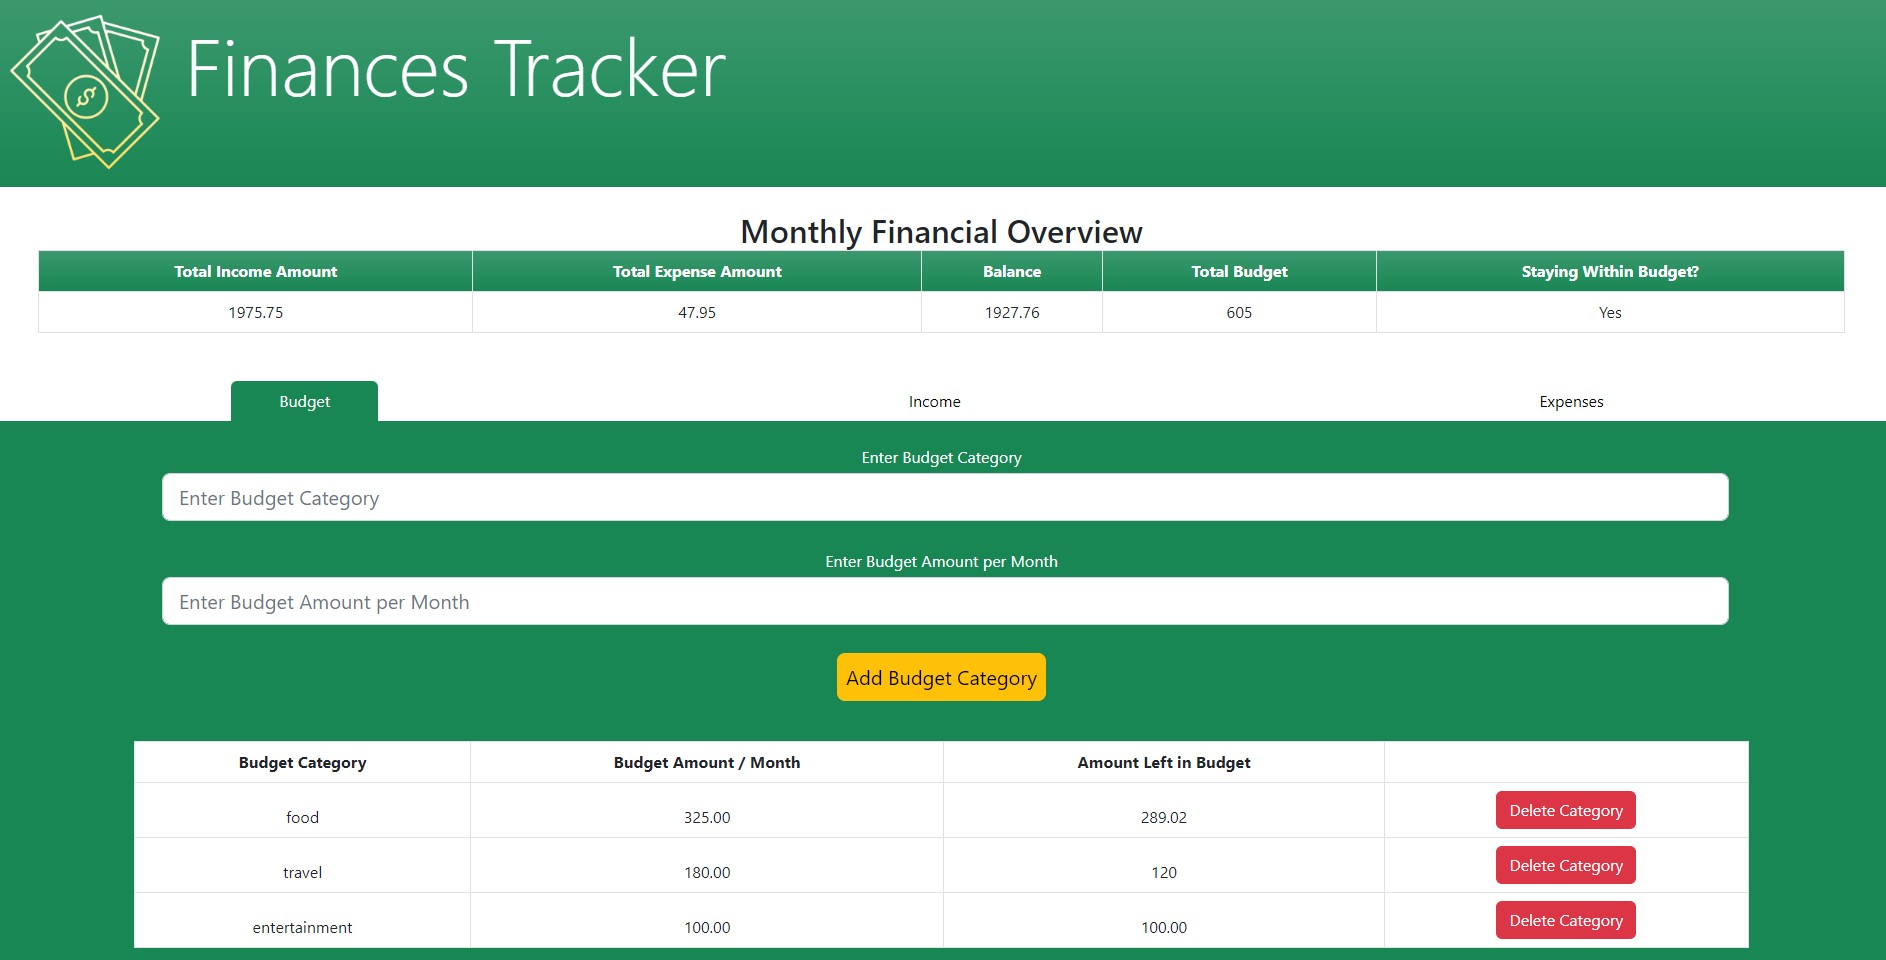 Finances Tracker
Monthly Financial Overview
Total Income Amount Total Expense Amount Balance Total Budget Staying Within Budget?
1975.75 47.95 1927.76 605 Yes
Budget Income Expenses
Enter Budget Category
Enter Budget Category
Enter Budget Amount per Month
Enter Budget Amount per Month
Add Budget Category
Budget Category Budget Amount / Month Amount Left in Budget
food 325.00 289.02 Delete Category
travel 180.00 120 Delete Category
entertainment 100.00 100.00 Delete Category